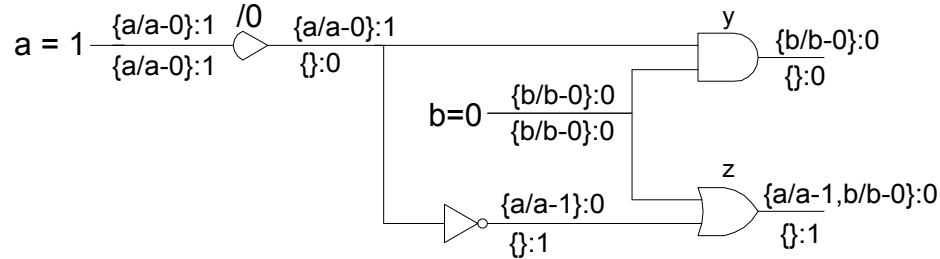 /0
y
{a/a-0}:1
{a/a-0}:1
{b/b-0}:0
a = 1
{a/a-0}:1
{}:0
{}:0
{b/b-0}:0
b=0
{b/b-0}:0
z
{a/a-1}:0
{a/a-1,b/b-0}:0
{}:1
{}:1